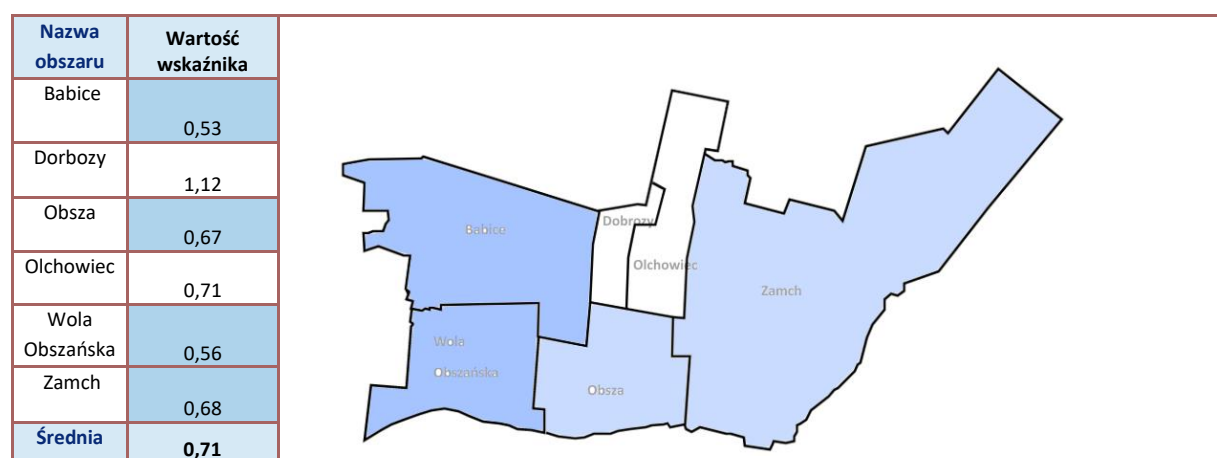 Nazwa
obszaru
Wartość
wskaźnika
Babice
0,53
Dorbozy
1,12
Obsza
0,67
Olchowiec
0,71
Wola
Obszańska
0,56
Zamch
0,68
Średnia
0,71
Babice
Dobrozy
Olchowiec
Zamch
Wola
Obszańska
Obsza